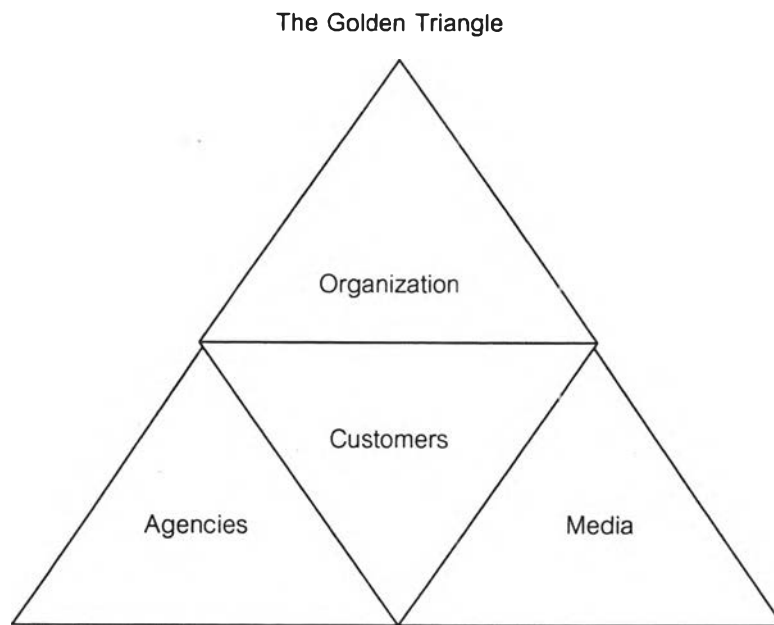 The Golden Triangle
Organization
Customers
Agencies
Media